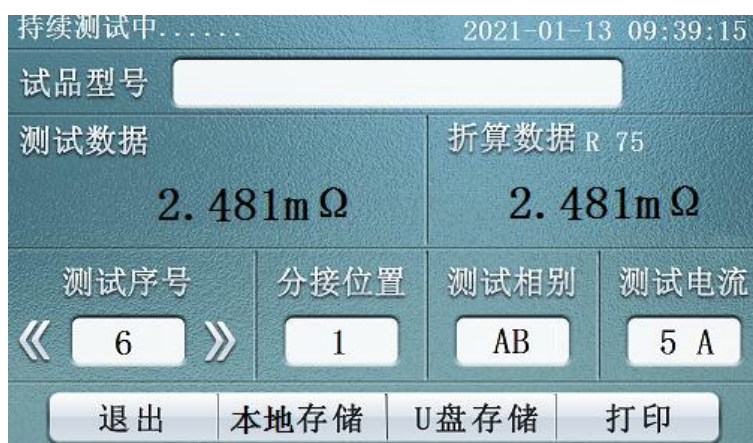 持续测试中...... 2021-01-13 09:39:15
试品型号
测试数据 折算数据 R 75
2.481mΩ 2.481mΩ
测试序号 分接位置 测试相别 测试电流
《 6 》 1 AB 5 A
退出 本地存储 U盘存储 打印